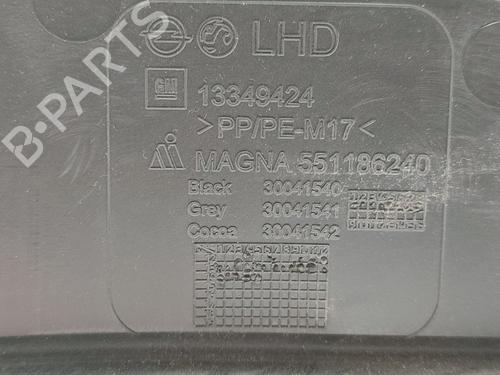 LHD
GM
13349424
>PP/PE-M17<
MAGNA 551186240
Black 30041540
Grey 30041541
Cocoa 30041542
B-PARTS